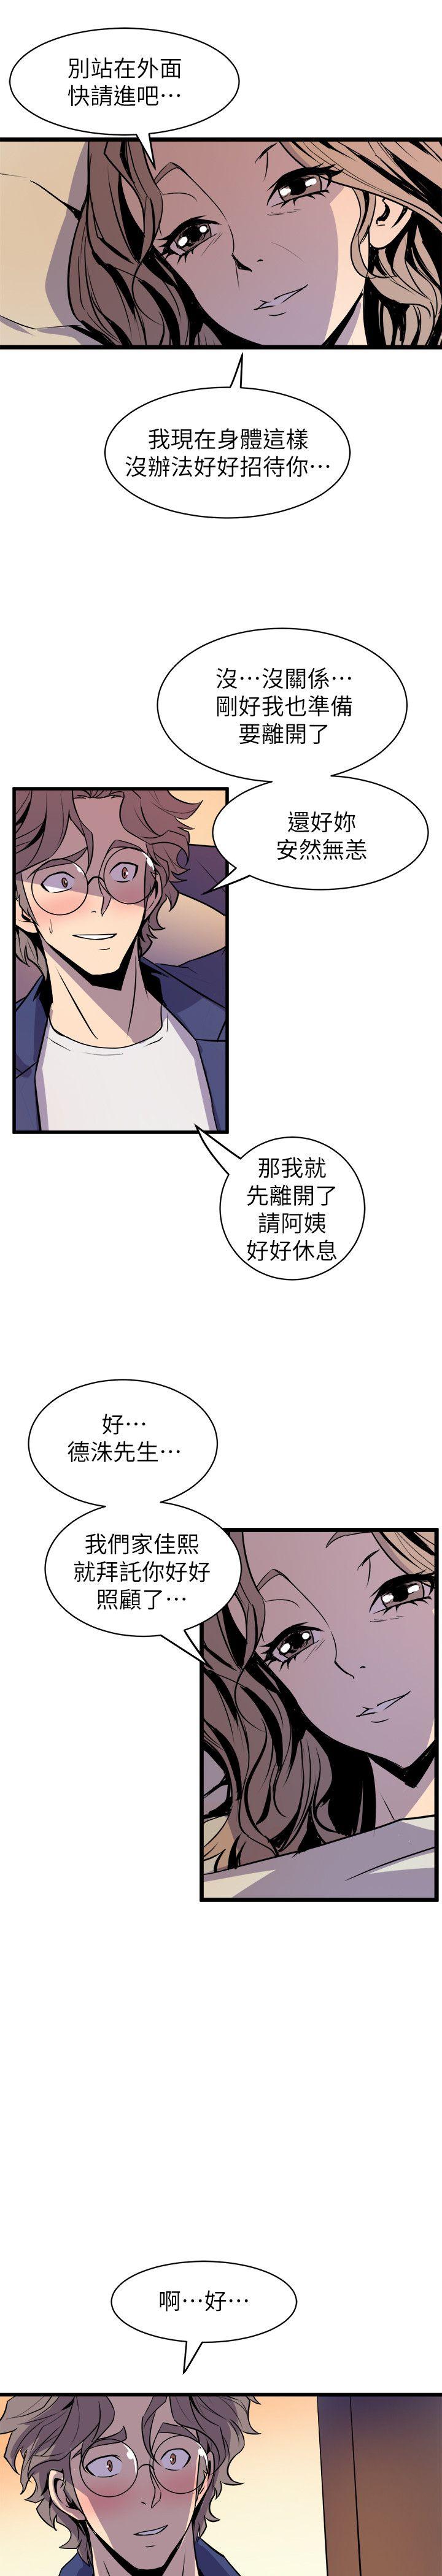 別站在外面
快請進吧…
我現在身體這樣
沒辦法好好招待你…
沒…沒關係…
剛好我也準備
要離開了
還好妳
安然無恙
那我就
先離開了
請阿姨
好好休息
好…
德洙先生…
我們家佳熙
就拜託你好好
照顧了…
啊…好…